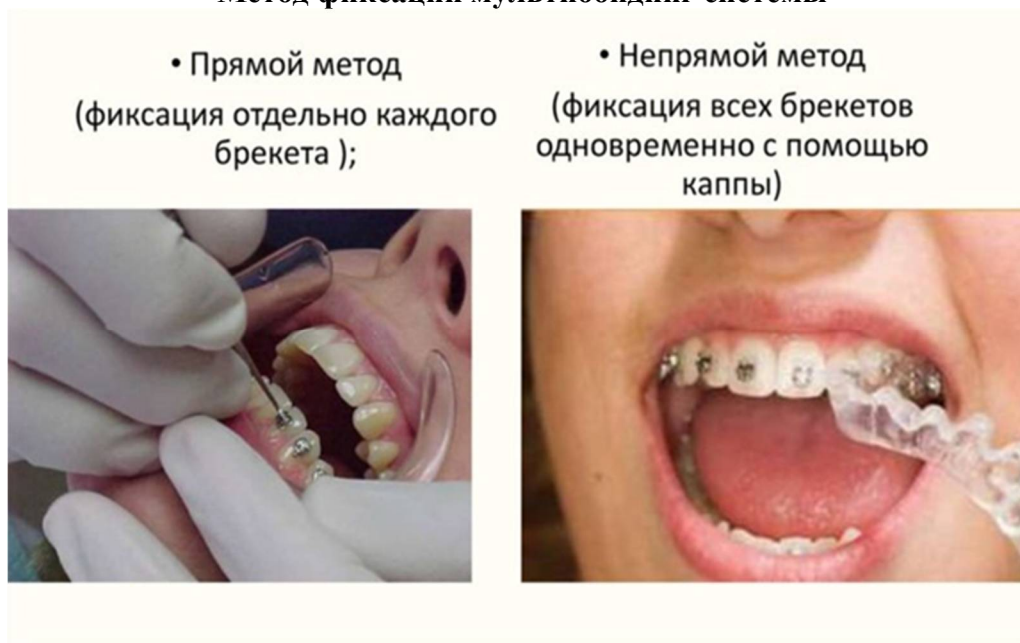 Метод фиксации мультибондинг системы
• Прямой метод
(фиксация отдельно каждого
брекета );
• Непрямой метод
(фиксация всех брекетов
одновременно с помощью
каппы)